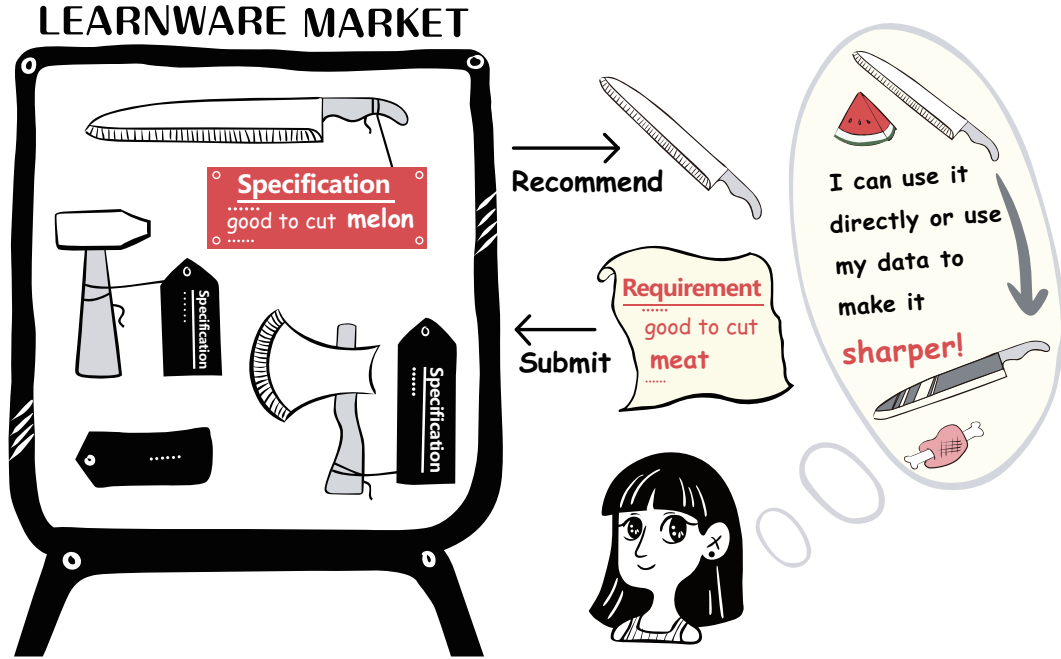 LEARNWARE MARKET
Specification
......
good to cut melon
......
Specification
......
Specification
......
......
Recommend
Submit
Requirement
......
good to cut
meat
......
I can use it
directly or use
my data to
make it
sharper!